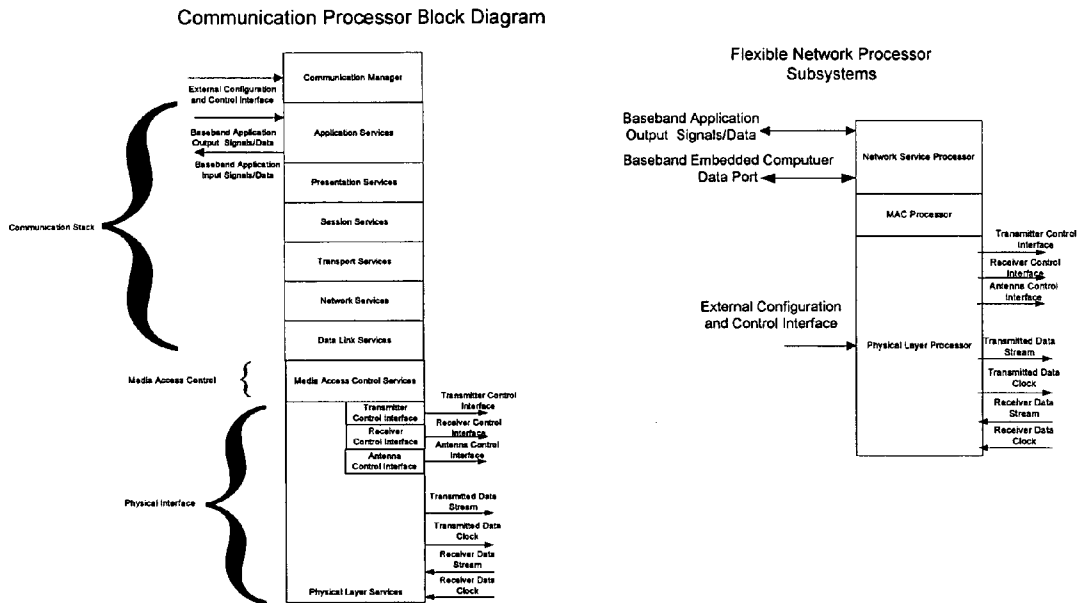 Communication Processor Block Diagram
Communication Manager
External Configuration
and Control Interface
Application Services
Baseband Application
Output Signals/Data
Baseband Application
Input Signals/Data
Presentation Services
Session Services
Communication Stack
Transport Services
Network Services
Data Link Services
Media Access Control
Media Access Control Services
Transmitter Control
Interface
Transmitter
Control Interface
Receiver Control
Interface
Receiver
Control Interface
Antenna Control
Interface
Antenna
Control Interface
Physical Interface
Transmitted Data
Stream
Transmitted Data
Clock
Receiver Data
Stream
Receiver Data
Clock
Physical Layer Services
Flexible Network Processor
Subsystems
Baseband Application
Output Signals/Data
Baseband Embedded Computuer
Data Port
Network Service Processor
MAC Processor
Transmitter Control
Interface
Receiver Control
Interface
Antenna Control
Interface
External Configuration
and Control Interface
Physical Layer Processor
Transmitted Data
Stream
Transmitted Data
Clock
Receiver Data
Stream
Receiver Data
Clock